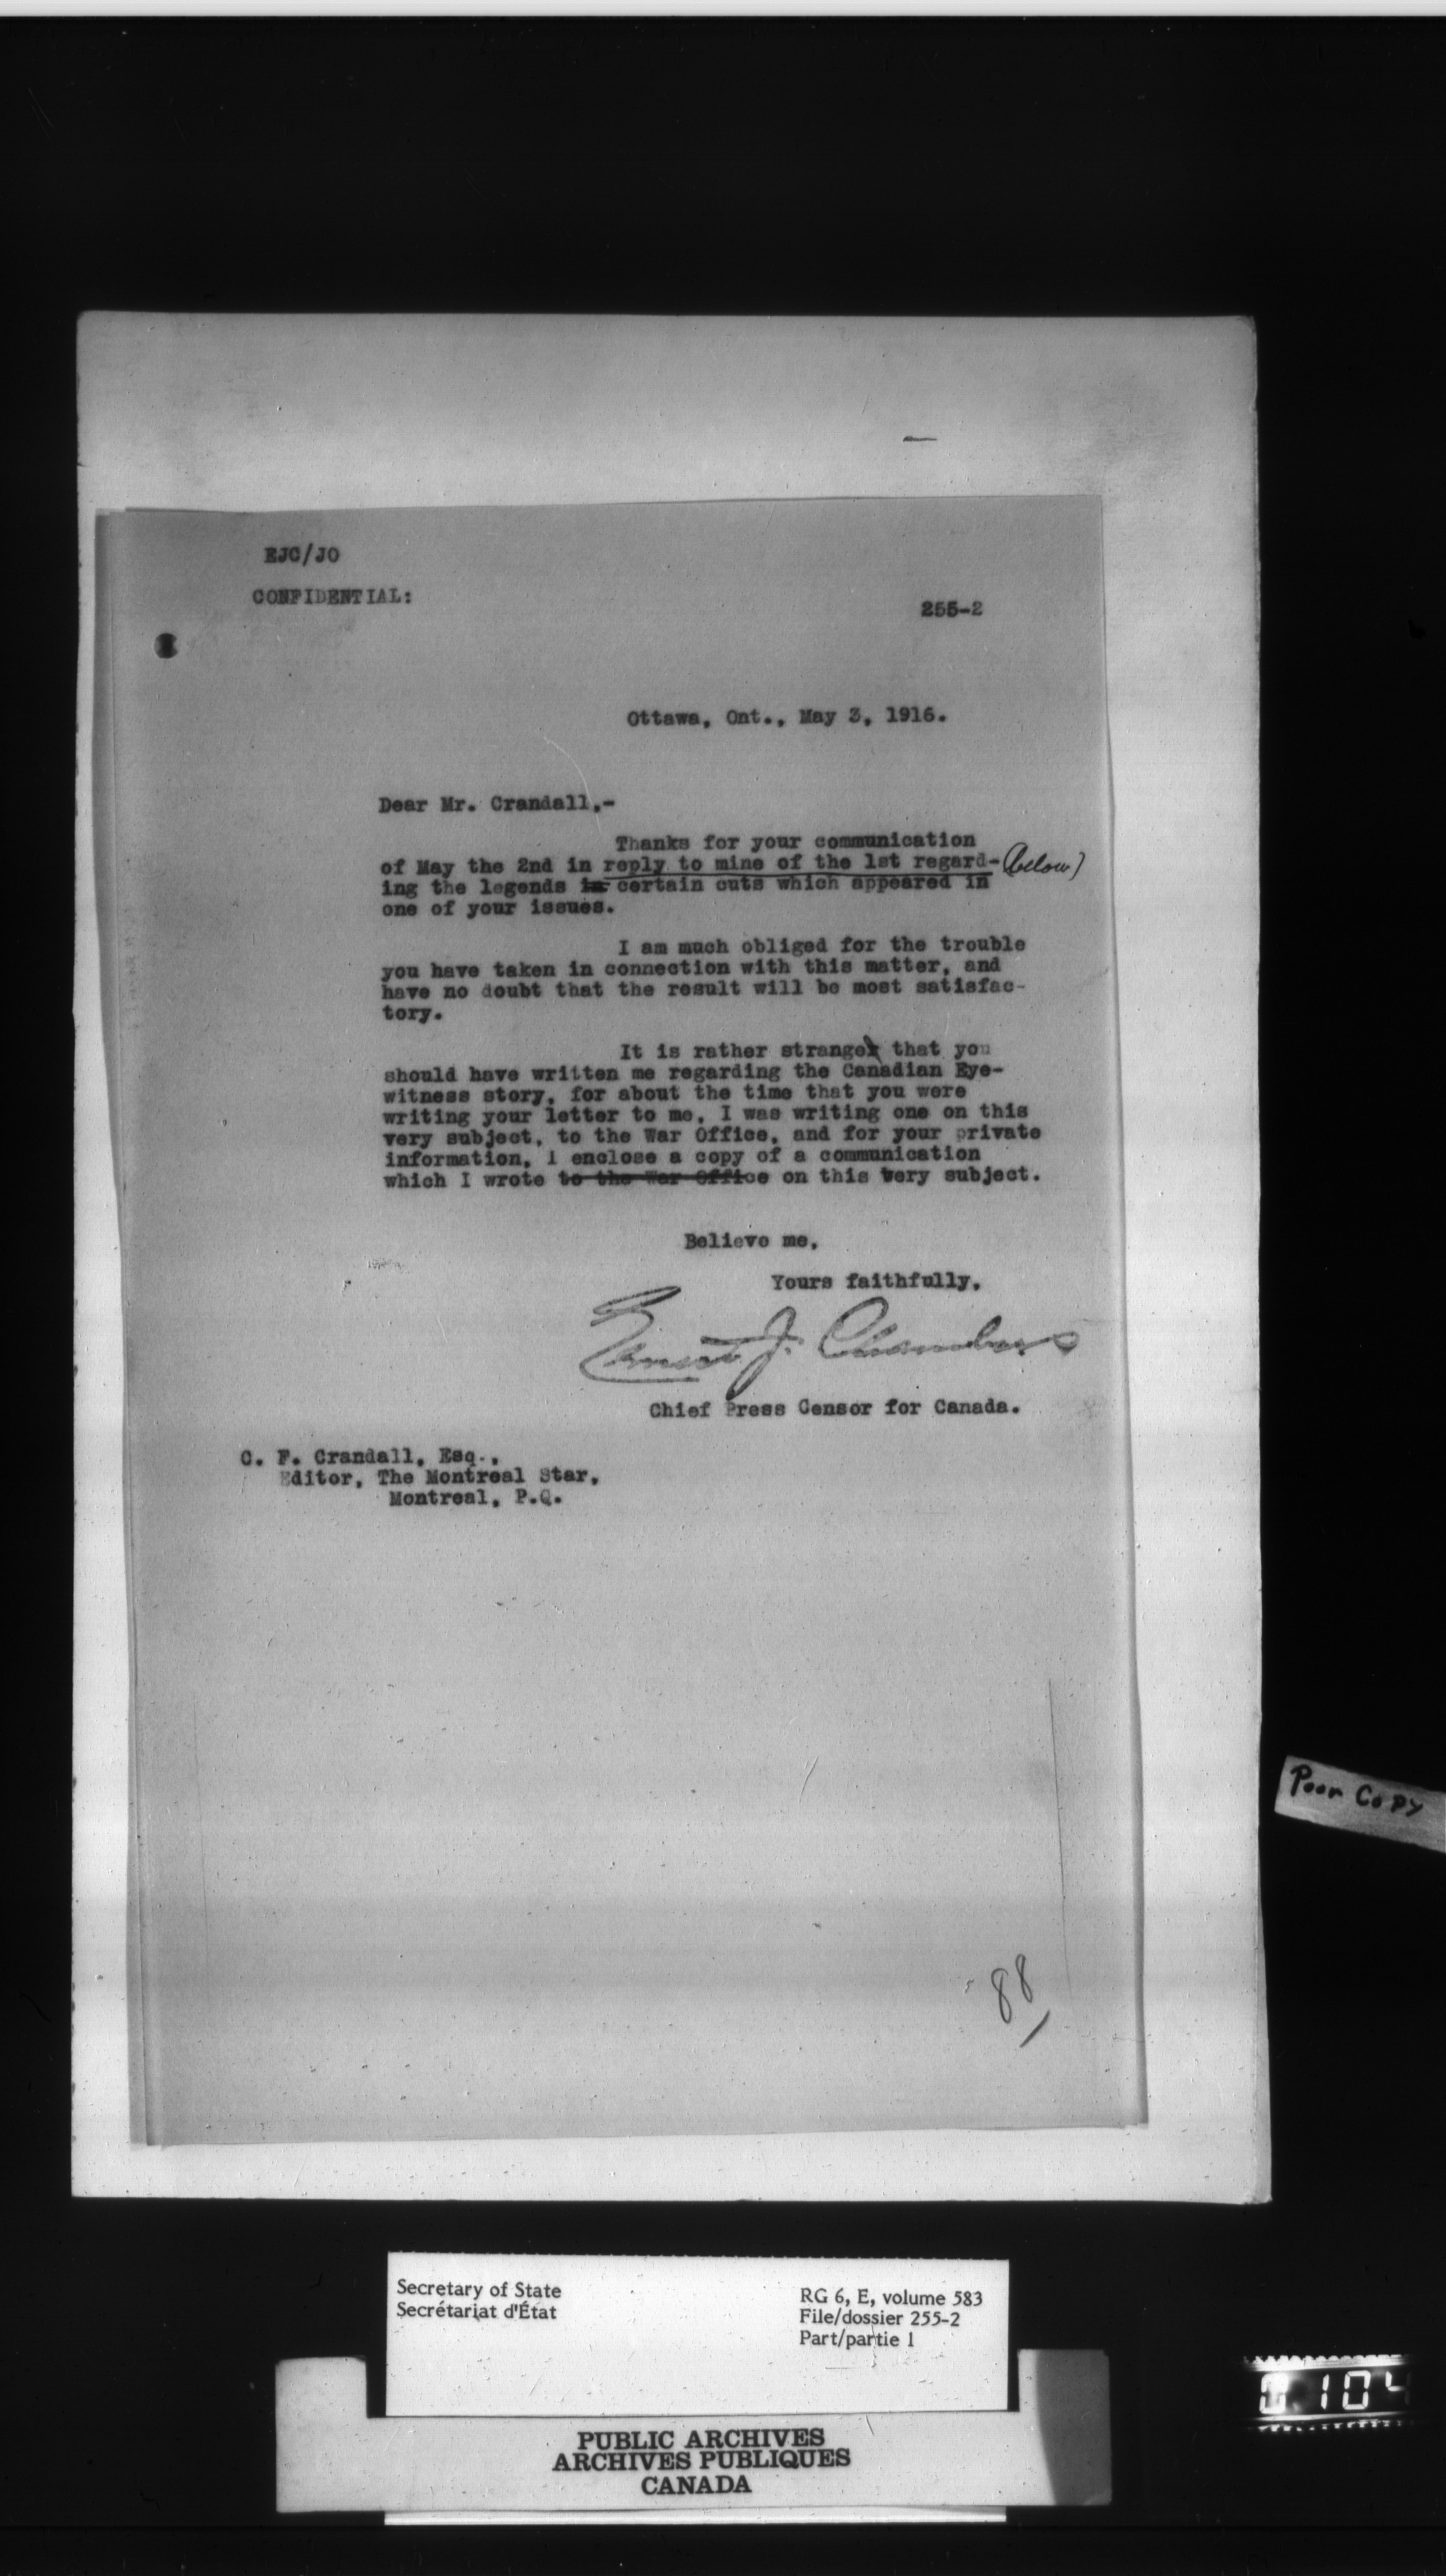 EJC/JO
CONFIDENTIAL:
255-2
Ottawa, Ont., May 3, 1916.
Dear Mr. Crandall,-
Thanks for your communication
of May the 2nd in reply to mine of the 1st regard- (below)
ing the legends in certain cuts which appeared in
one of your issues.
I am much obliged for the trouble
you have taken in connection with this matter, and
have no doubt that the result will be most satisfac-
tory.
It is rather stranger that you
should have written me regarding the Canadian Eye-
witness story, for about the time that you were
writing your letter to me, I was writing one on this
very subject, to the War Office, and for your private
information, I enclose a copy of a communication
which I wrote to the War Office on this very subject.
Believe me,
Yours faithfully,
Ernest J. Chambers
Chief Press Censor for Canada.
C. F. Crandall, Esq.,
Editor, The Montreal Star,
Montreal, P.Q.
Poor Copy
88
Secretary of State
Secrétariat d'État
RG 6, E, volume 583
File/dossier 255-2
Part/partie 1
PUBLIC ARCHIVES
ARCHIVES PUBLIQUES
CANADA
104